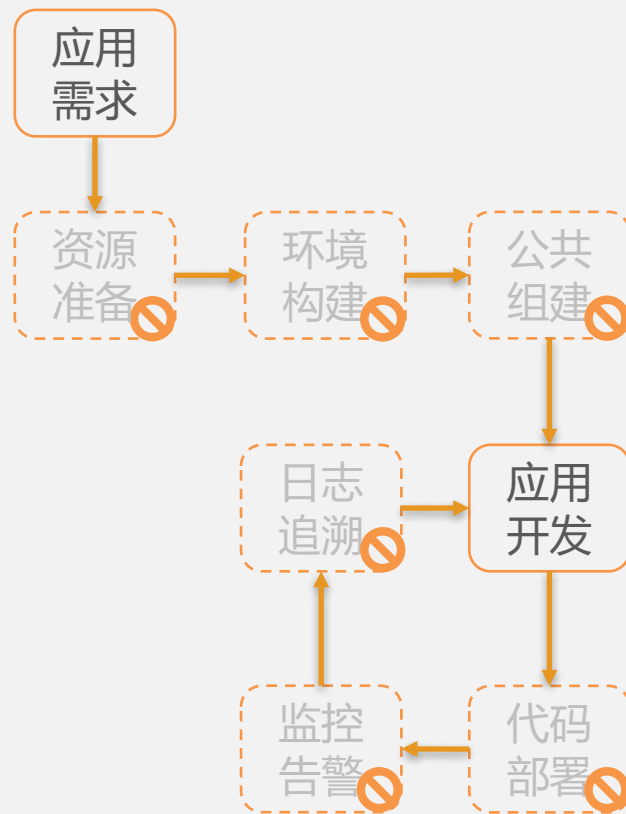 应用
需求
资源
准备
环境
构建
公共
组建
日志
追溯
应用
开发
监控
告警
代码
部署